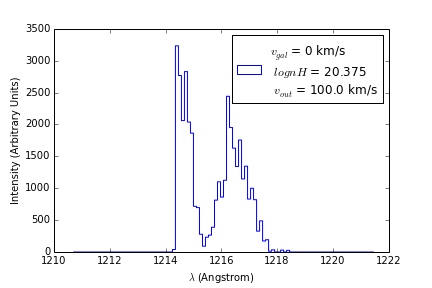 3500
3000
2500
2000
1500
1000
500
0
Intensity (Arbitrary Units)
v_gal = 0 km/s
lognH = 20.375
v_out = 100.0 km/s
1210 1212 1214 1216 1218 1220 1222
λ (Angstrom)